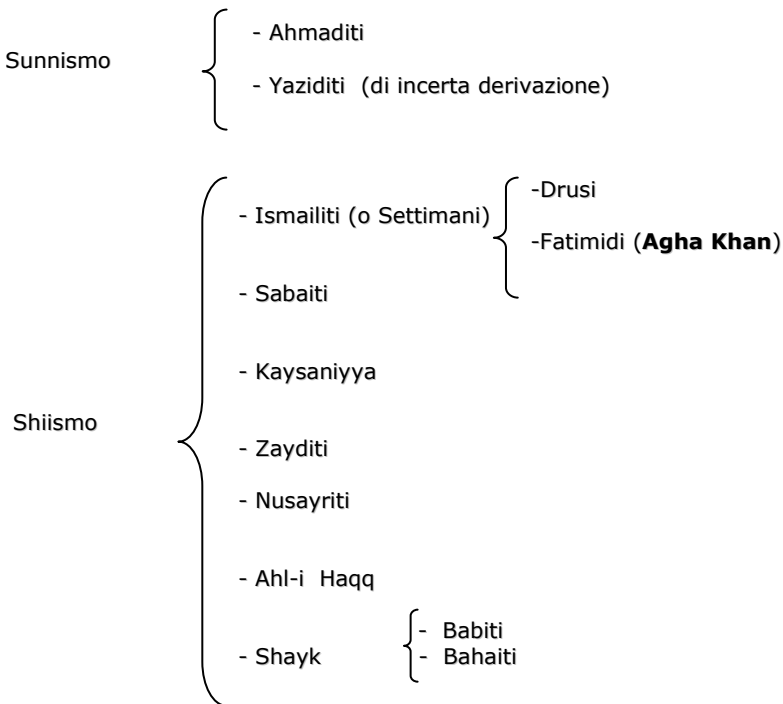 Sunnismo
- Ahmaditi
- Yaziditi (di incerta derivazione)
Shiismo
- Ismailiti (o Settimani)
-Drusi
-Fatimidi (Agha Khan)
- Sabaiti
- Kaysaniyya
- Zayditi
- Nusayriti
- Ahl-i Haqq
- Shayk
- Babiti
- Bahaiti